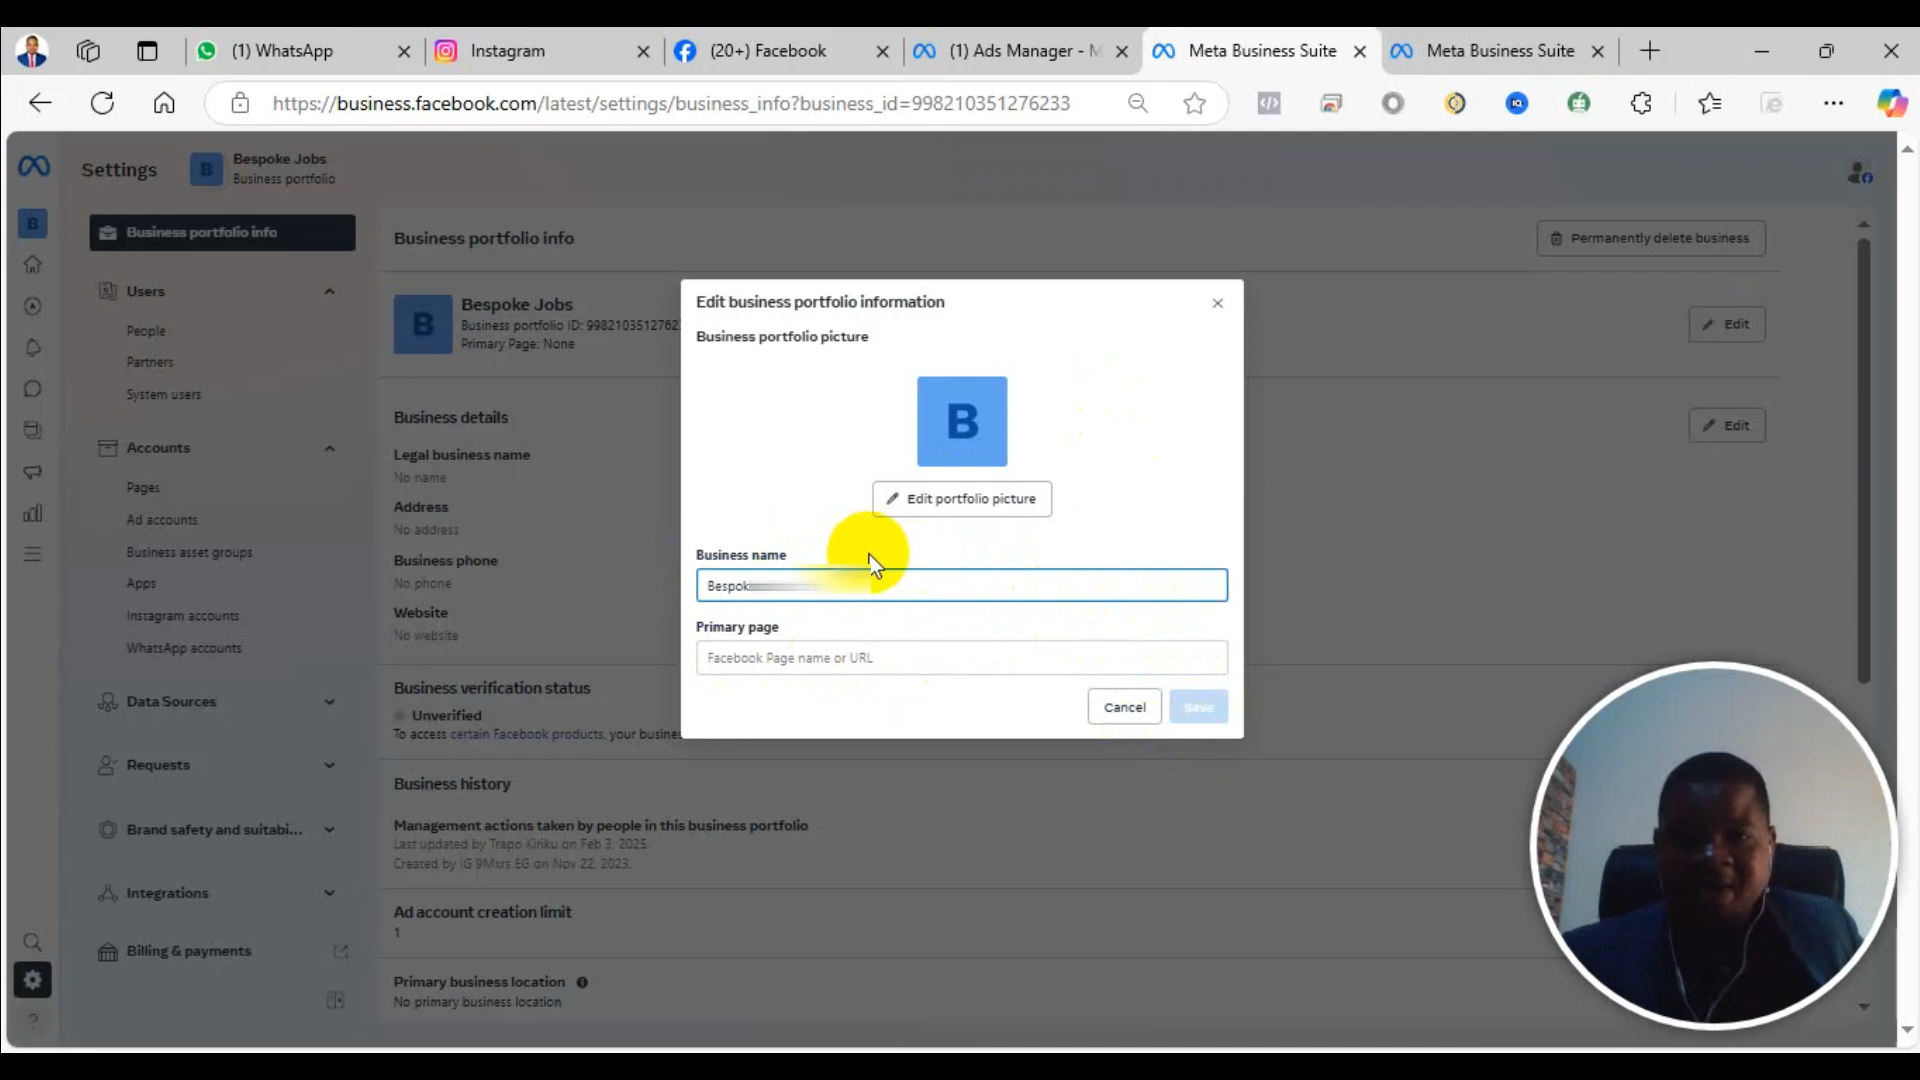 (1) WhatsApp
Instagram
(20+) Facebook
(1) Ads Manager - M
Meta Business Suite
Meta Business Suite
https://business.facebook.com/latest/settings/business_info?business_id=998210351276233
Settings
B
Bespoke Jobs
Business portfolio
B
Business portfolio info
Users
People
Partners
System users
Accounts
Pages
Ad accounts
Business asset groups
Apps
Instagram accounts
WhatsApp accounts
Data Sources
Requests
Brand safety and suitabi...
Integrations
Billing & payments
Business portfolio info
Permanently delete business
B
Bespoke Jobs
Business portfolio ID: 9982103512762
Primary Page: None
Edit
Business details
Edit
Legal business name
No name
Address
No address
Business phone
No phone
Website
No website
Business verification status
Unverified
To access certain Facebook products, your busine
Business history
Management actions taken by people in this business portfolio
Last updated by Trapo Kiriku on Feb 3, 2025.
Created by IG 9Mxrs EG on Nov 22, 2023.
Ad account creation limit
1
Primary business location
No primary business location
Edit business portfolio information
Business portfolio picture
B
Edit portfolio picture
Business name
Bespok
Primary page
Facebook Page name or URL
Cancel
Save